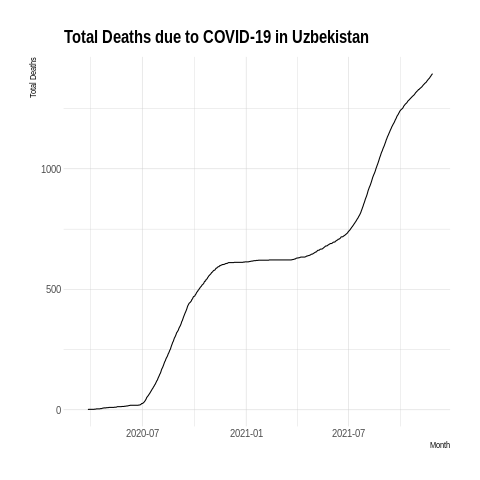 Total Deaths due to COVID-19 in Uzbekistan
Total Deaths
1000
500
0
2020-07
2021-01
2021-07
Month